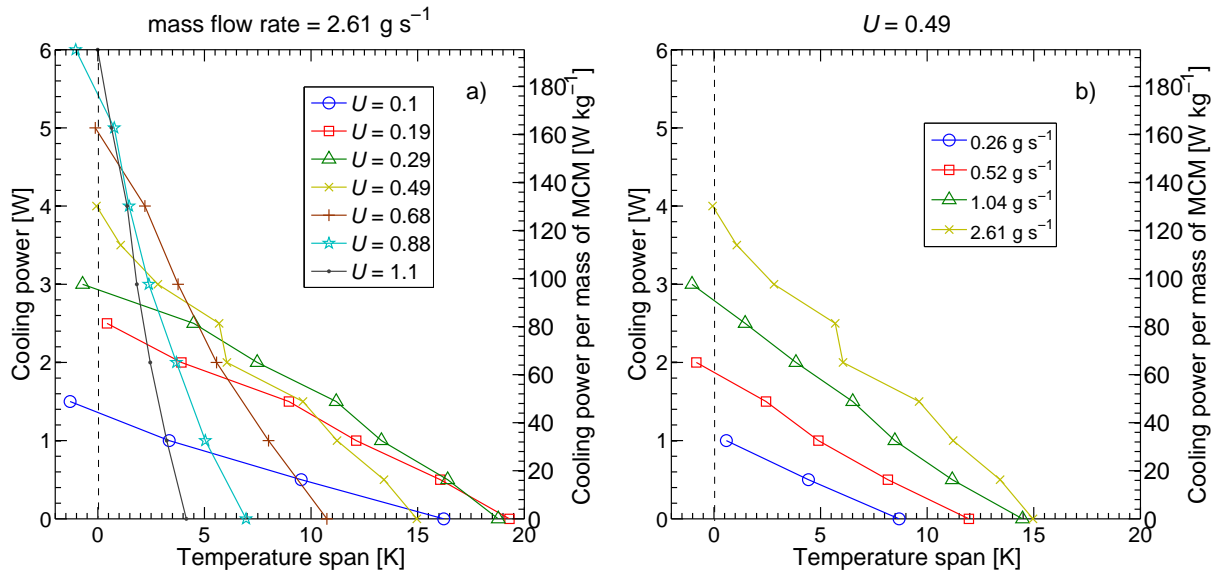 mass flow rate = 2.61 g s⁻¹
a)
U = 0.1
U = 0.19
U = 0.29
U = 0.49
U = 0.68
U = 0.88
U = 1.1
Cooling power [W]
6
5
4
3
2
1
0
0 5 10 15 20
Temperature span [K]
180
160
140
120
100
80
60
40
20
0
Cooling power per mass of MCM [W kg⁻¹]
U = 0.49
b)
0.26 g s⁻¹
0.52 g s⁻¹
1.04 g s⁻¹
2.61 g s⁻¹
Cooling power [W]
6
5
4
3
2
1
0
0 5 10 15 20
Temperature span [K]
180
160
140
120
100
80
60
40
20
0
Cooling power per mass of MCM [W kg⁻¹]